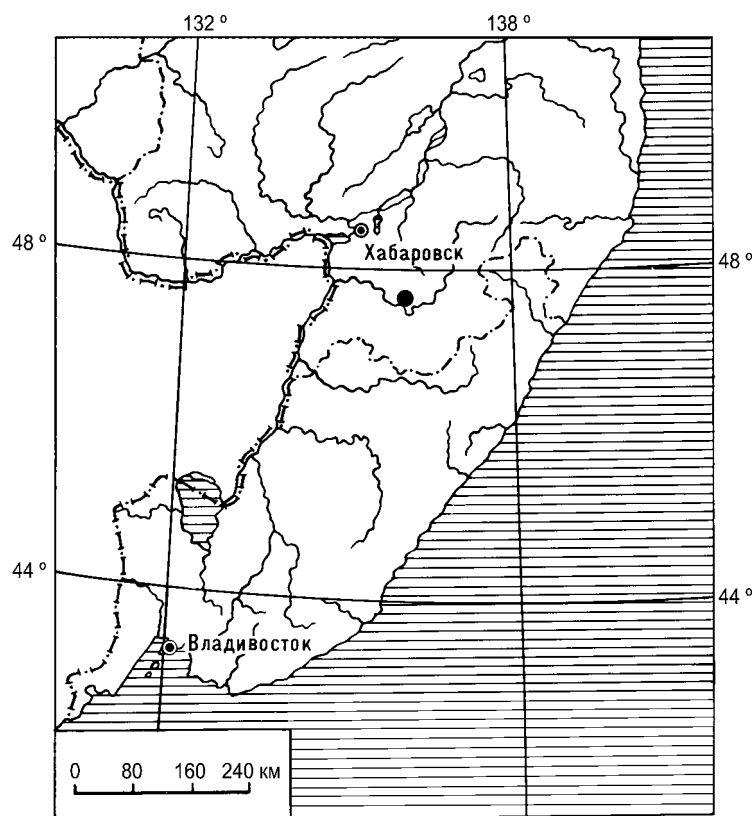 132 º 138 º
48 º
Хабаровск
48 º
44 º
44 º
Владивосток
0 80 160 240 км